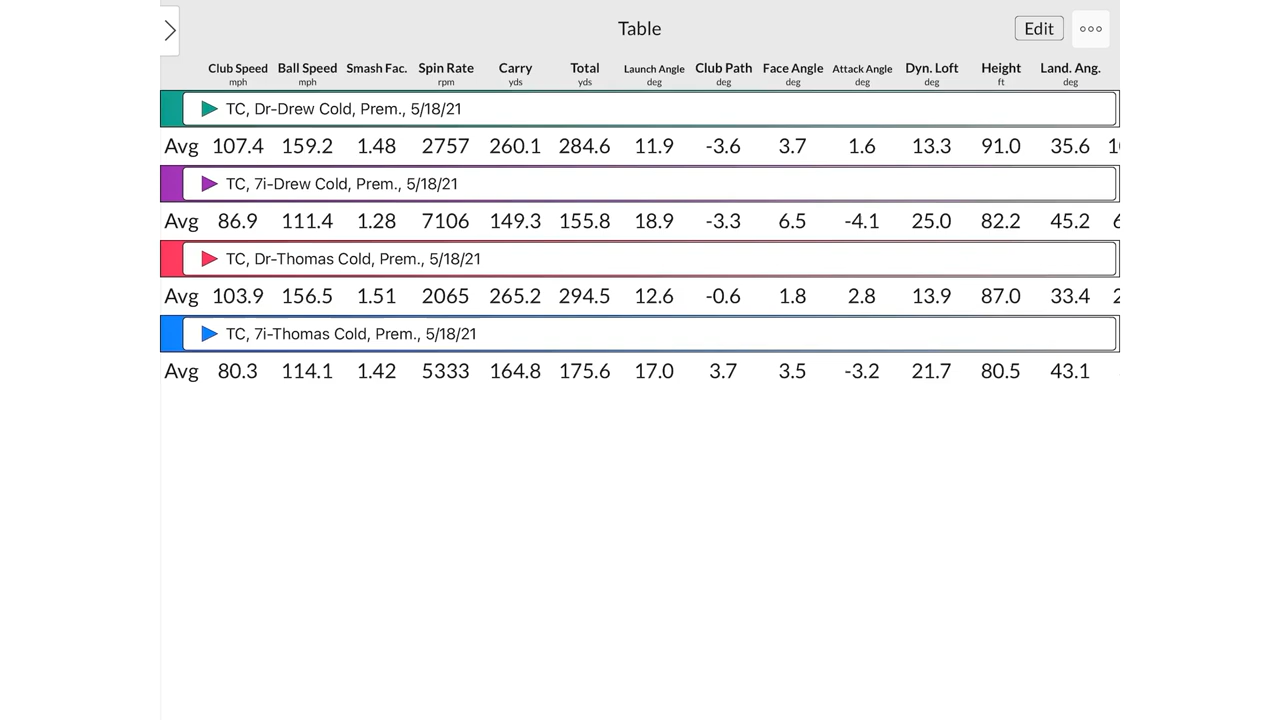 Table
Edit
Club Speed Ball Speed Smash Fac. Spin Rate Carry Total Launch Angle Club Path Face Angle Attack Angle Dyn. Loft Height Land. Ang.
mph mph rpm yds yds deg deg deg deg deg ft deg
TC, Dr-Drew Cold, Prem., 5/18/21
Avg 107.4 159.2 1.48 2757 260.1 284.6 11.9 -3.6 3.7 1.6 13.3 91.0 35.6
TC, 7i-Drew Cold, Prem., 5/18/21
Avg 86.9 111.4 1.28 7106 149.3 155.8 18.9 -3.3 6.5 -4.1 25.0 82.2 45.2
TC, Dr-Thomas Cold, Prem., 5/18/21
Avg 103.9 156.5 1.51 2065 265.2 294.5 12.6 -0.6 1.8 2.8 13.9 87.0 33.4
TC, 7i-Thomas Cold, Prem., 5/18/21
Avg 80.3 114.1 1.42 5333 164.8 175.6 17.0 3.7 3.5 -3.2 21.7 80.5 43.1